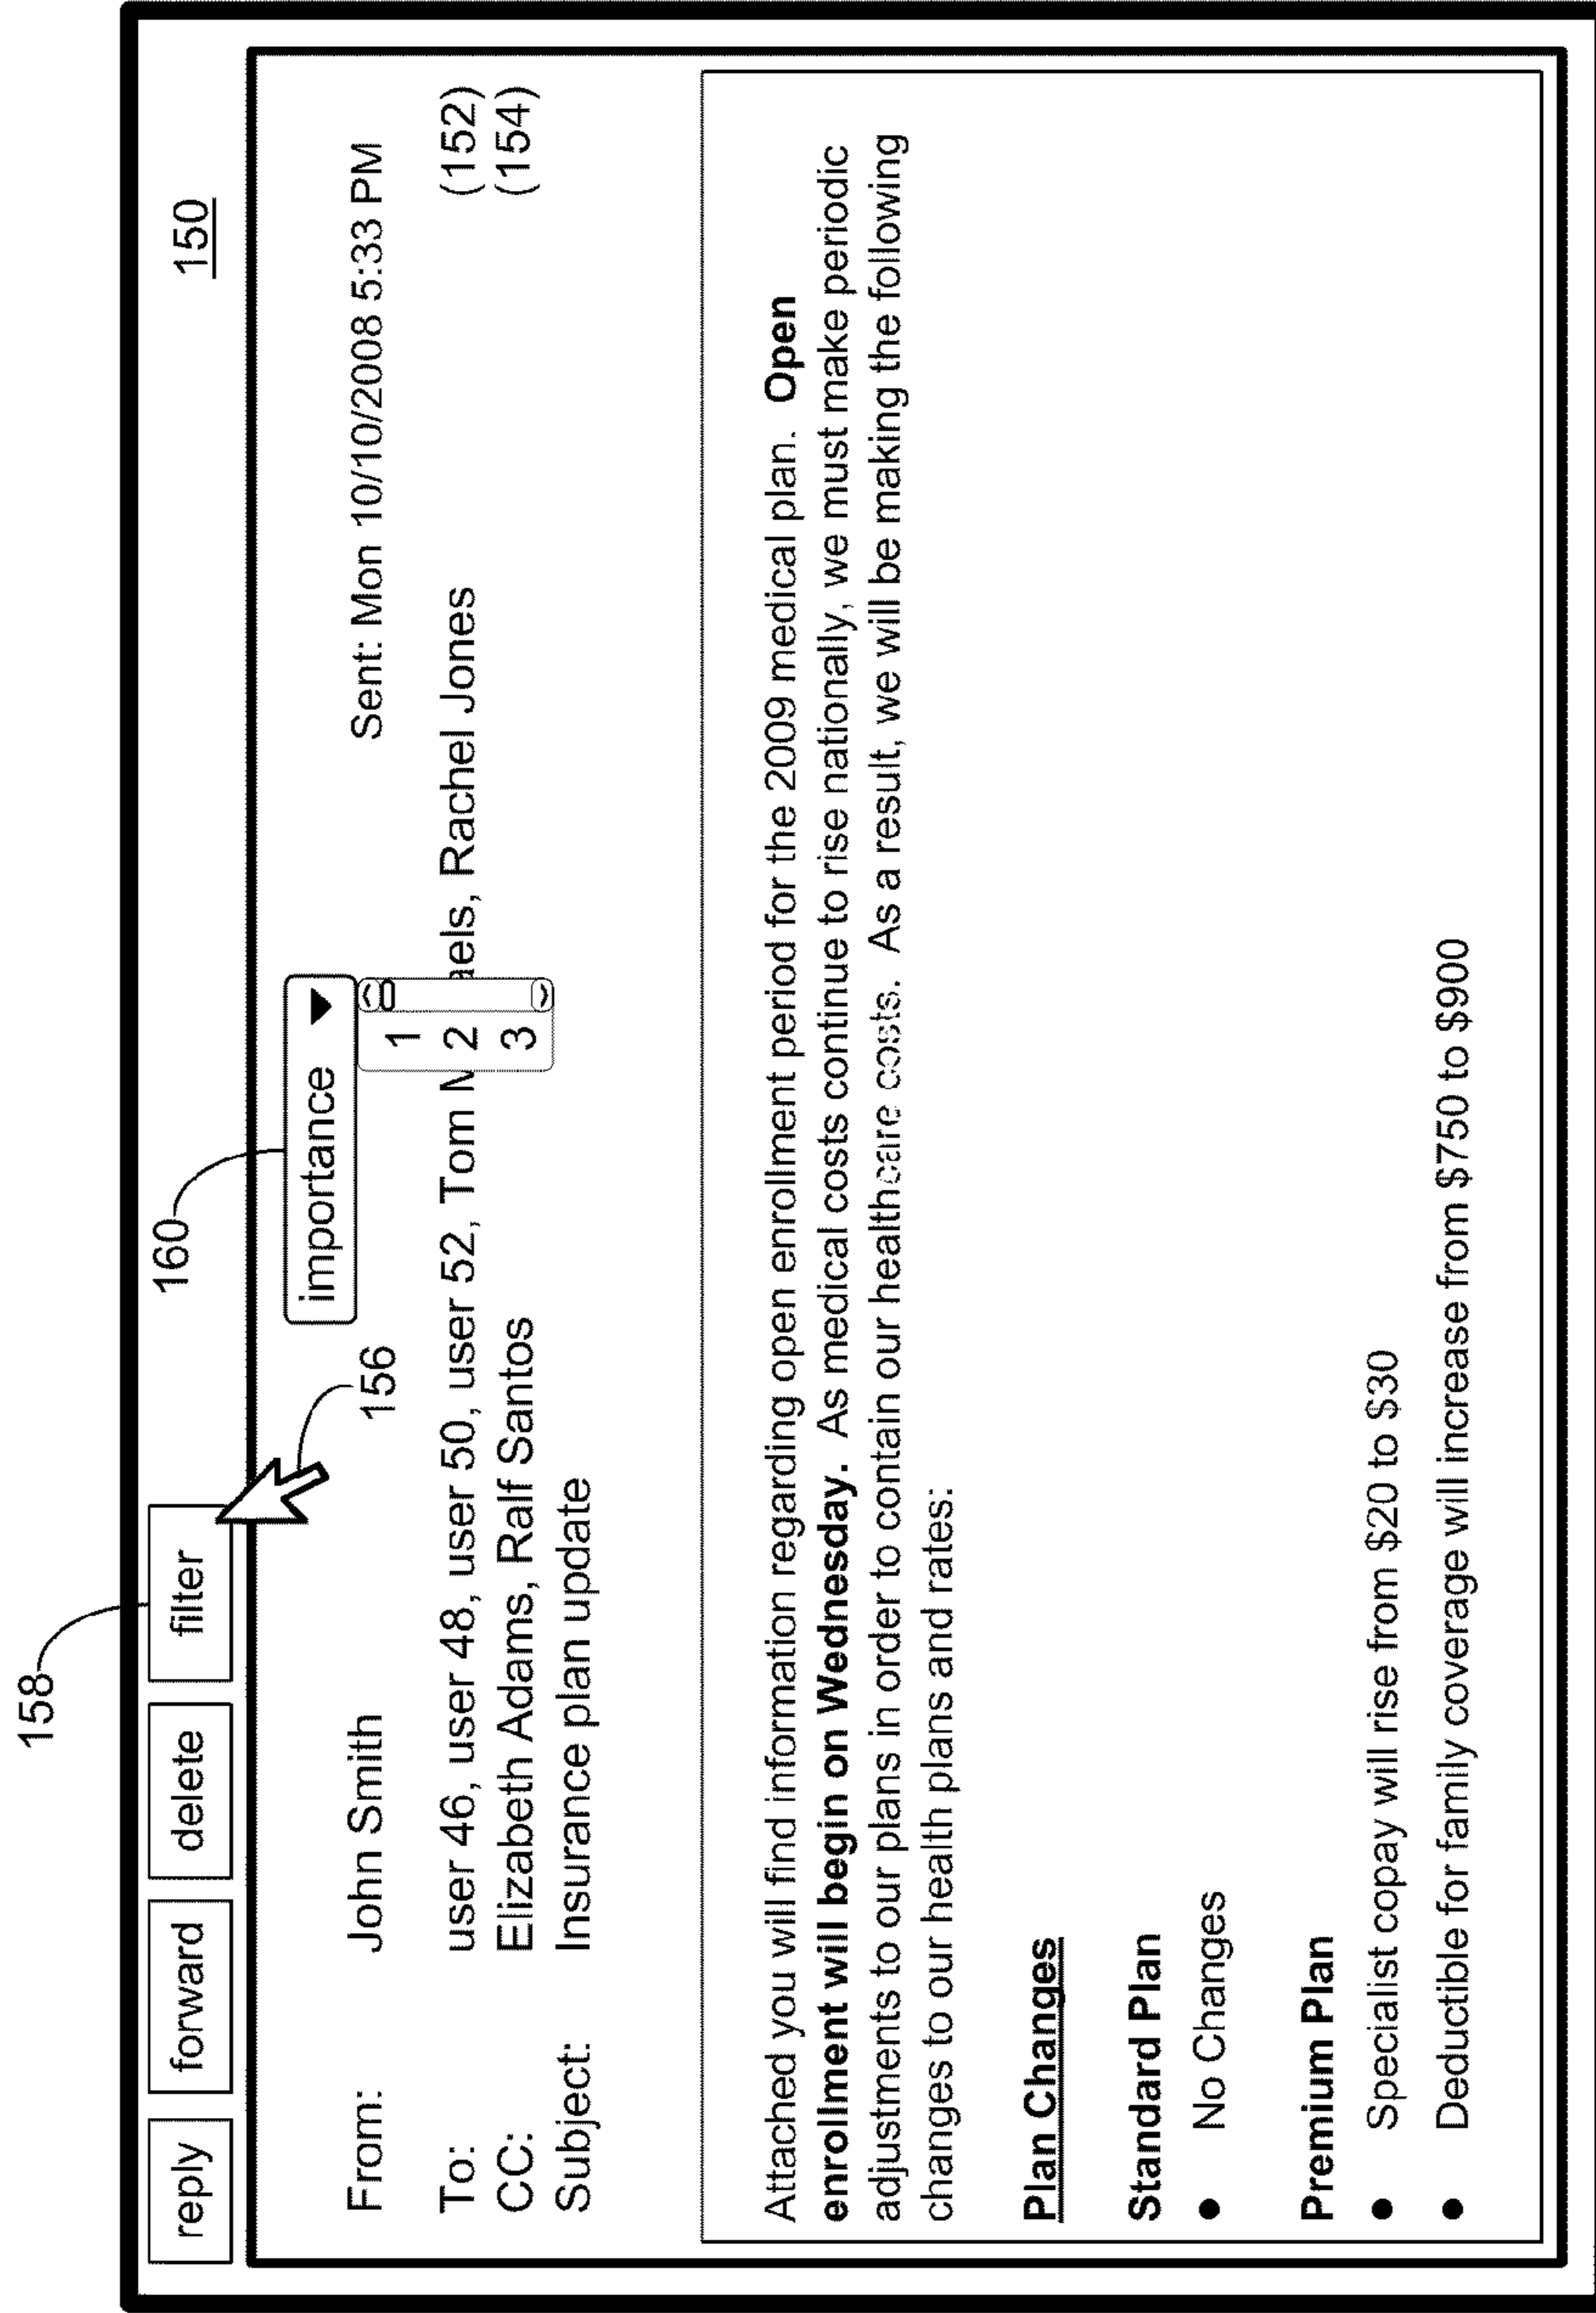 158
160
150
reply forward delete filter
importance
156
From: John Smith Sent: Mon 10/10/2008 5:33 PM
1
To: user 46, user 48, user 50, user 52, Tom 2 aels, Rachel Jones (152)
CC: Elizabeth Adams, Ralf Santos 3 (154)
Subject: Insurance plan update
Attached you will find information regarding open enrollment period for the 2009 medical plan. Open
enrollment will begin on Wednesday. As medical costs continue to rise nationally, we must make periodic
adjustments to our plans in order to contain our healthcare costs. As a result, we will be making the following
changes to our health plans and rates:
Plan Changes
Standard Plan
● No Changes
Premium Plan
● Specialist copay will rise from $20 to $30
● Deductible for family coverage will increase from $750 to $900